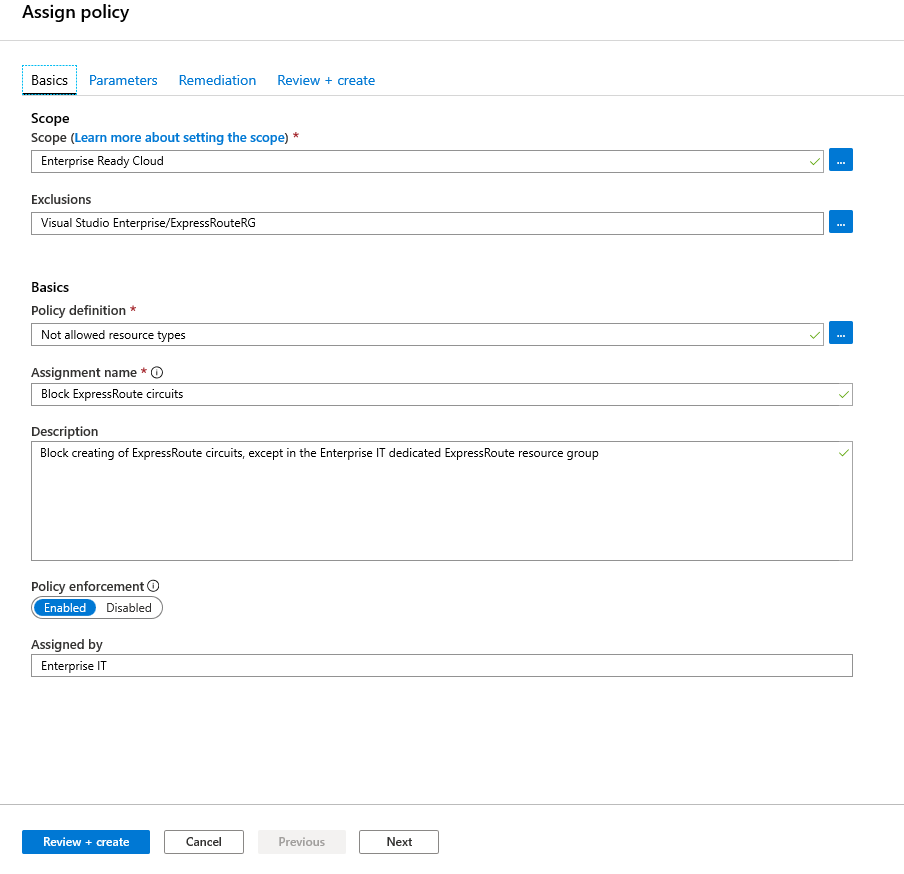 Assign policy
Basics Parameters Remediation Review + create
Scope
Scope (Learn more about setting the scope) *
Enterprise Ready Cloud
...
Exclusions
Visual Studio Enterprise/ExpressRouteRG
...
Basics
Policy definition *
Not allowed resource types
...
Assignment name *
Block ExpressRoute circuits
Description
Block creating of ExpressRoute circuits, except in the Enterprise IT dedicated ExpressRoute resource group
Policy enforcement
Enabled Disabled
Assigned by
Enterprise IT
Review + create Cancel Previous Next